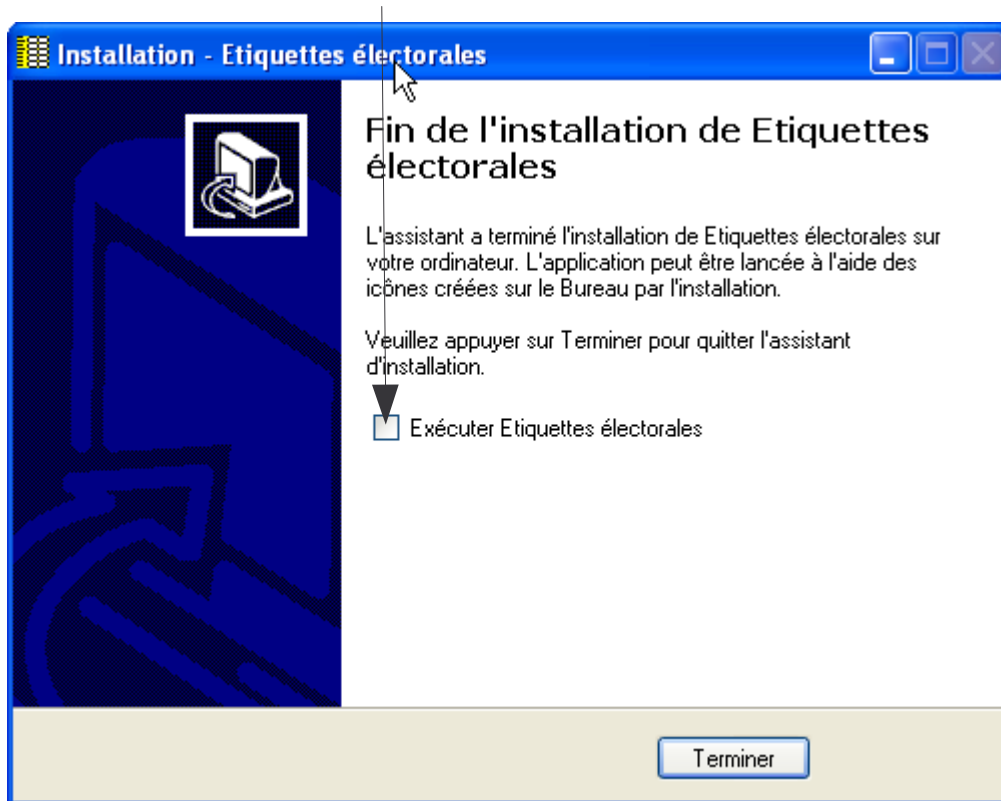 Installation - Etiquettes électorales
Fin de l'installation de Etiquettes
électorales
L'assistant a terminé l'installation de Etiquettes électorales sur
votre ordinateur. L'application peut être lancée à l'aide des
icônes créées sur le Bureau par l'installation.
Veuillez appuyer sur Terminer pour quitter l'assistant
d'installation.
Exécuter Etiquettes électorales
Terminer